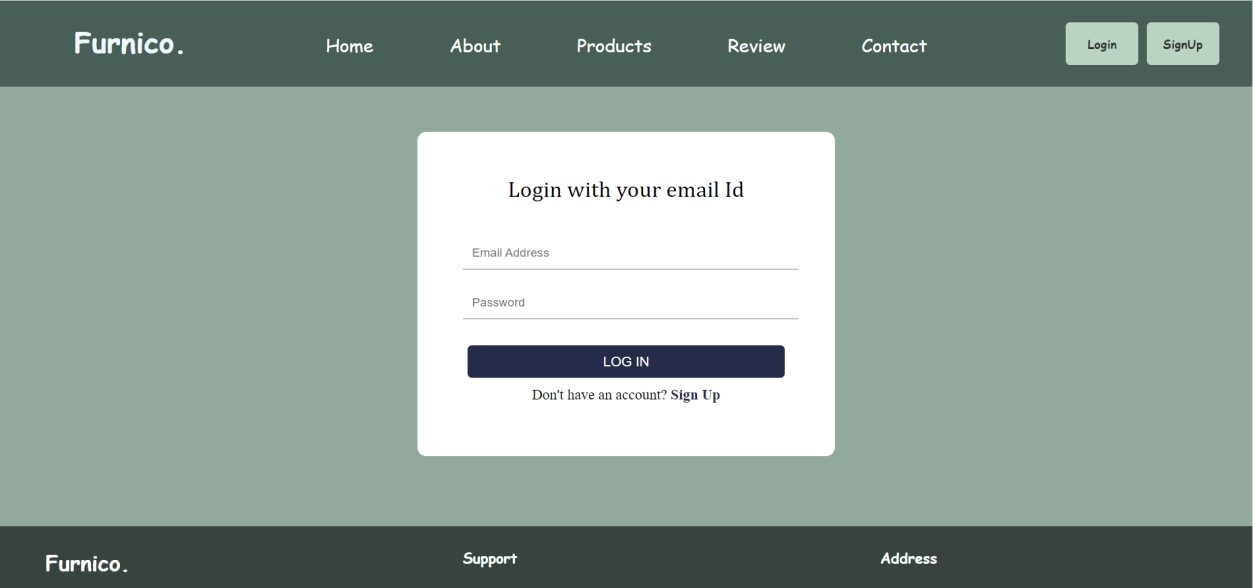 Furnico. Home About Products Review Contact Login SignUp
Login with your email Id
Email Address
Password
LOG IN
Don't have an account? Sign Up
Furnico. Support Address